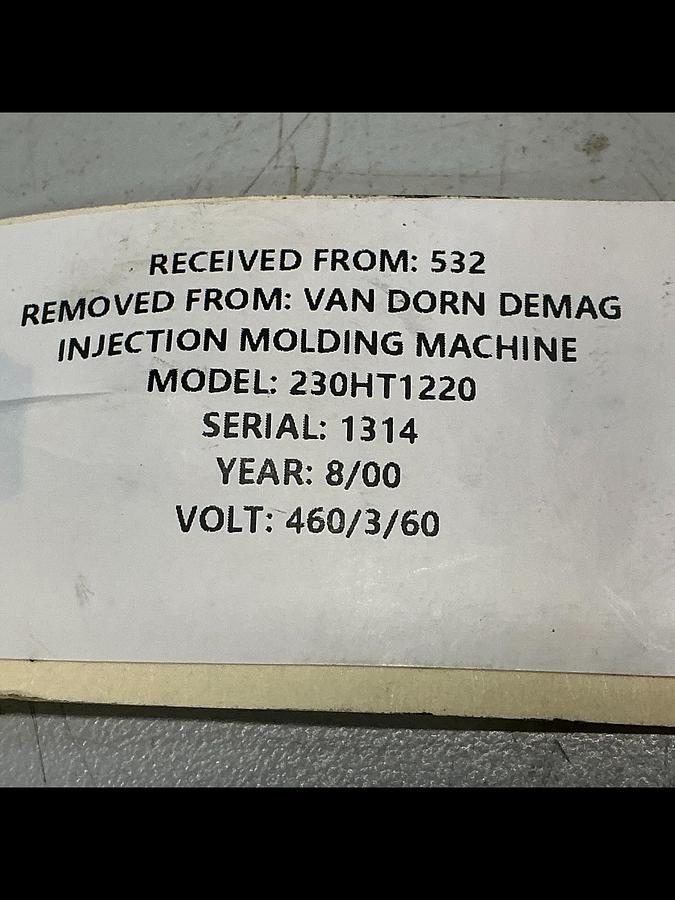 RECEIVED FROM: 532
REMOVED FROM: VAN DORN DEMAG
INJECTION MOLDING MACHINE
MODEL: 230HT1220
SERIAL: 1314
YEAR: 8/00
VOLT: 460/3/60